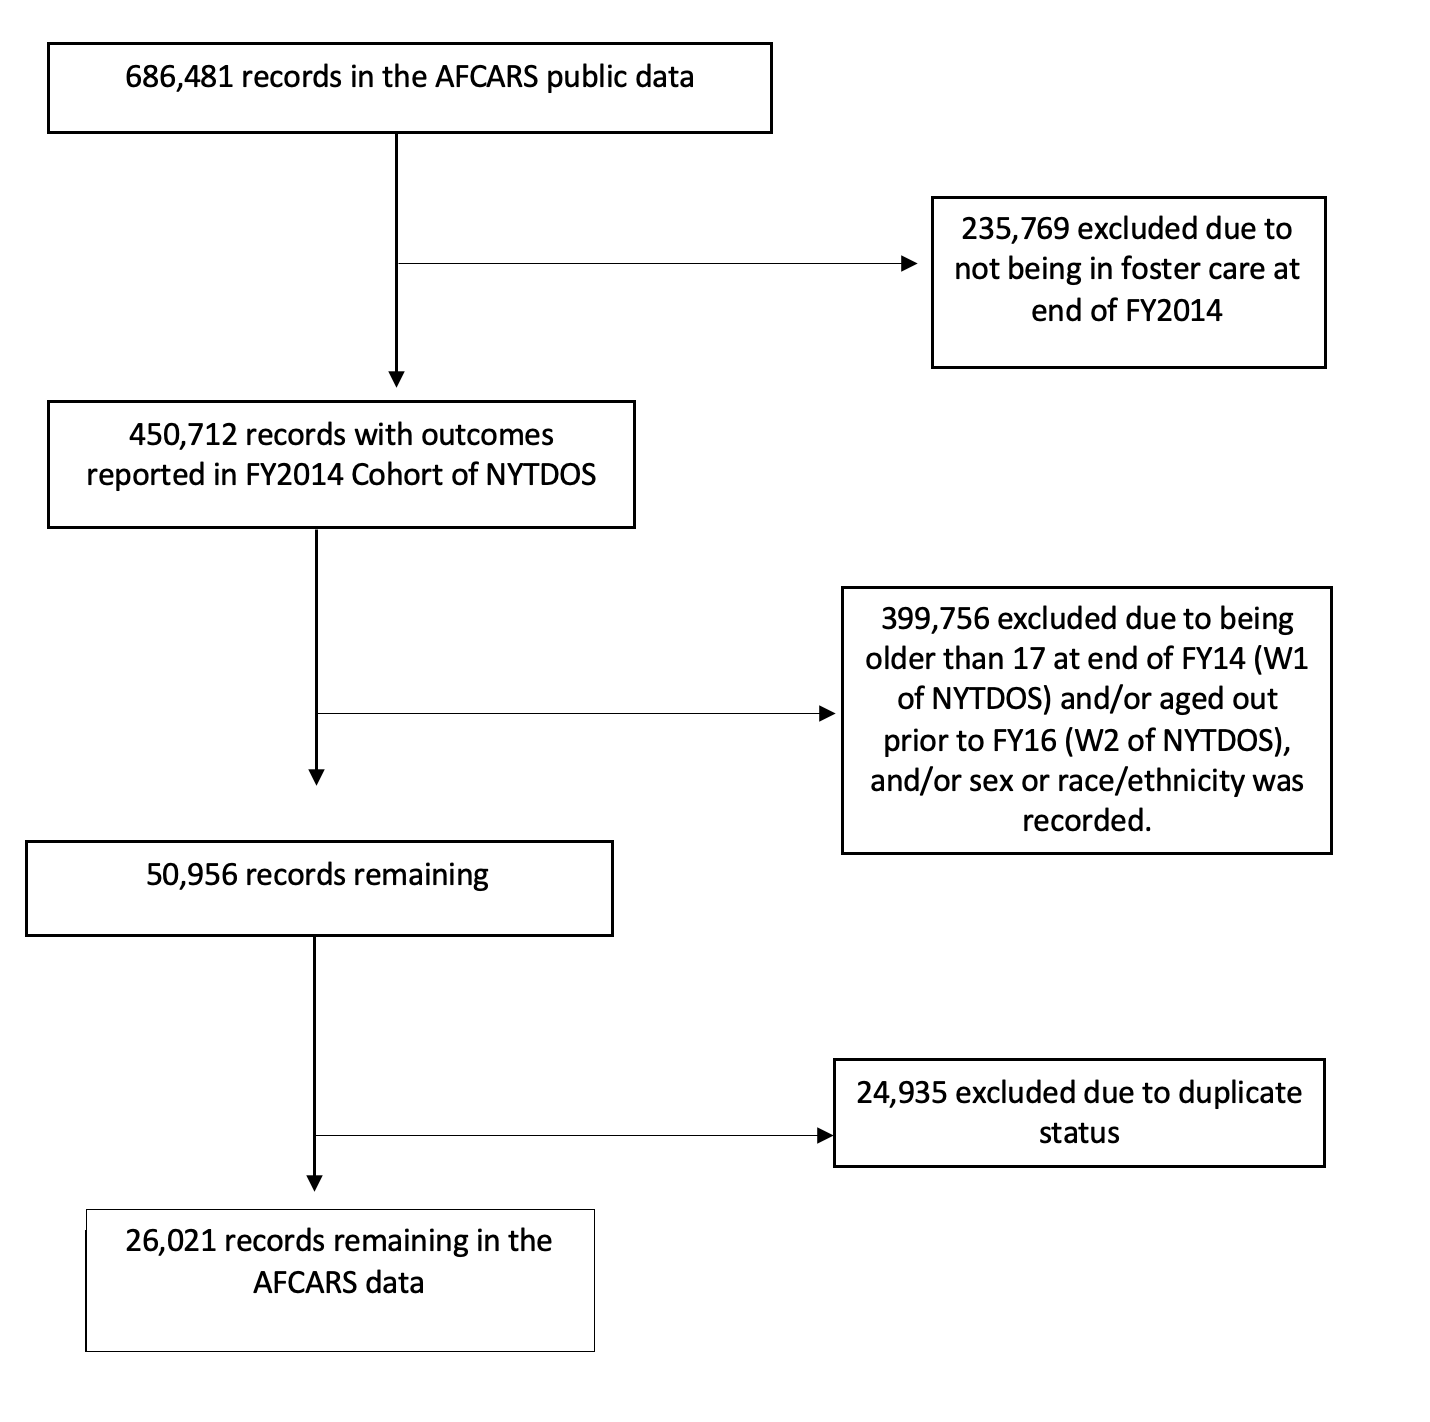 686,481 records in the AFCARS public data
235,769 excluded due to
not being in foster care at
end of FY2014
450,712 records with outcomes
reported in FY2014 Cohort of NYTDOS
399,756 excluded due to being
older than 17 at end of FY14 (W1
of NYTDOS) and/or aged out
prior to FY16 (W2 of NYTDOS),
and/or sex or race/ethnicity was
recorded.
50,956 records remaining
24,935 excluded due to duplicate
status
26,021 records remaining in the
AFCARS data